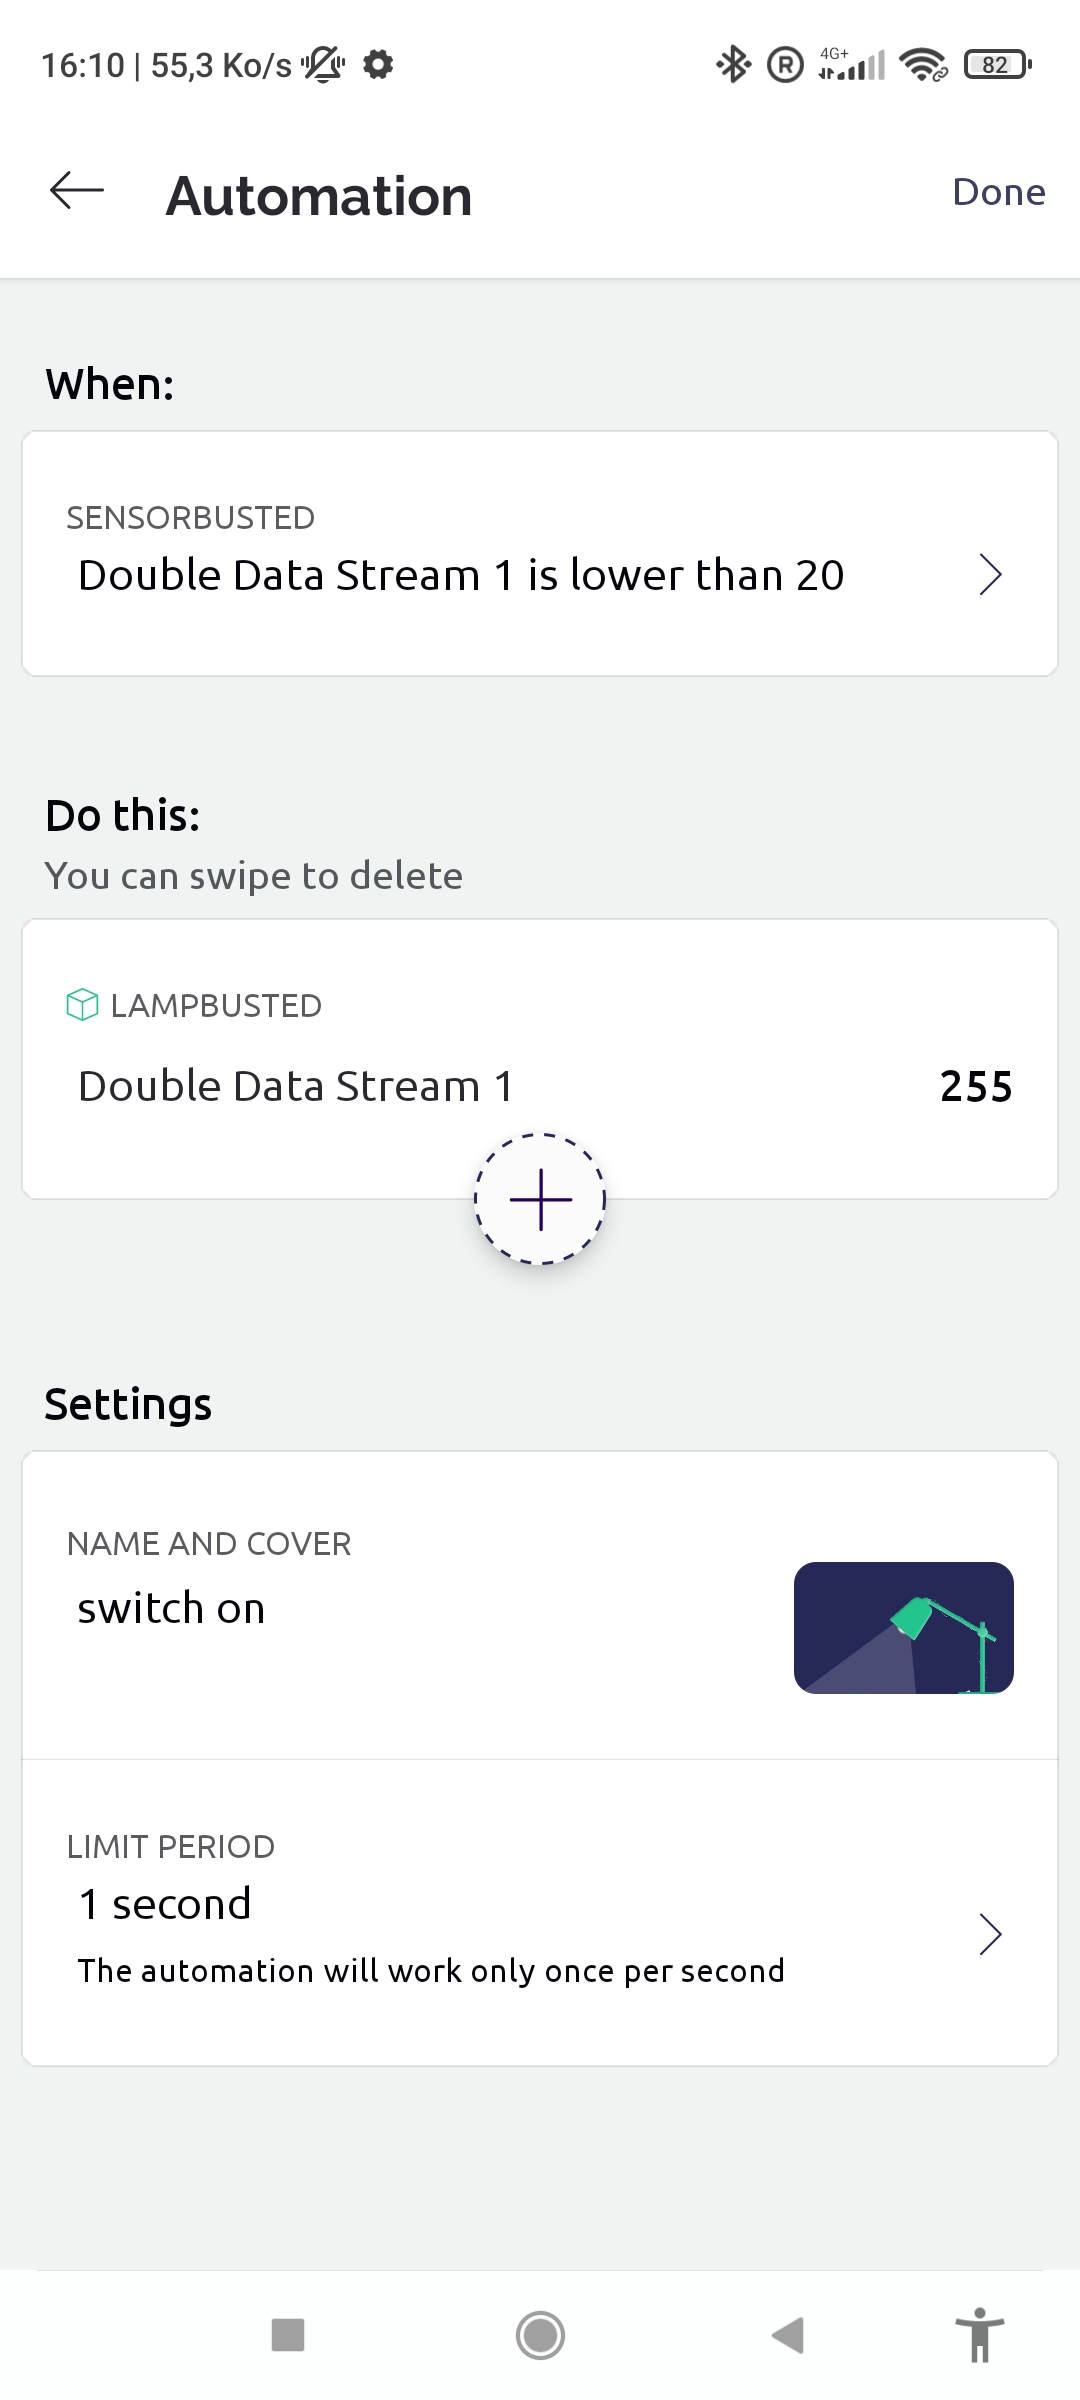 16:10 | 55,3 Ko/s
R
4G+
82
Automation
Done
When:
SENSORBUSTED
Double Data Stream 1 is lower than 20
Do this:
You can swipe to delete
LAMPBUSTED
Double Data Stream 1
255
Settings
NAME AND COVER
switch on
LIMIT PERIOD
1 second
The automation will work only once per second